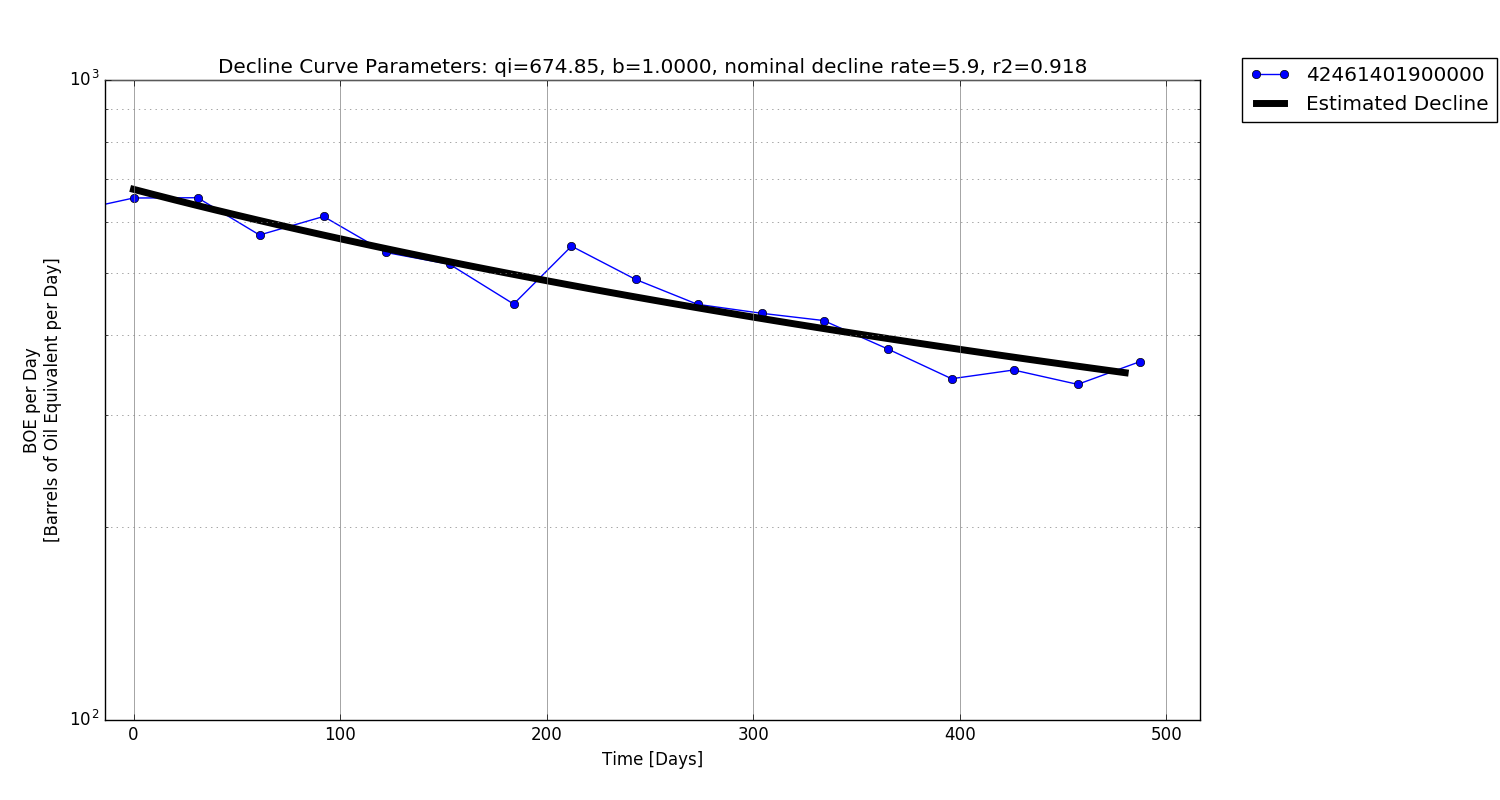 Decline Curve Parameters: qi=674.85, b=1.0000, nominal decline rate=5.9, r2=0.918
42461401900000
Estimated Decline
10³
10²
BOE per Day
[Barrels of Oil Equivalent per Day]
0 100 200 300 400 500
Time [Days]